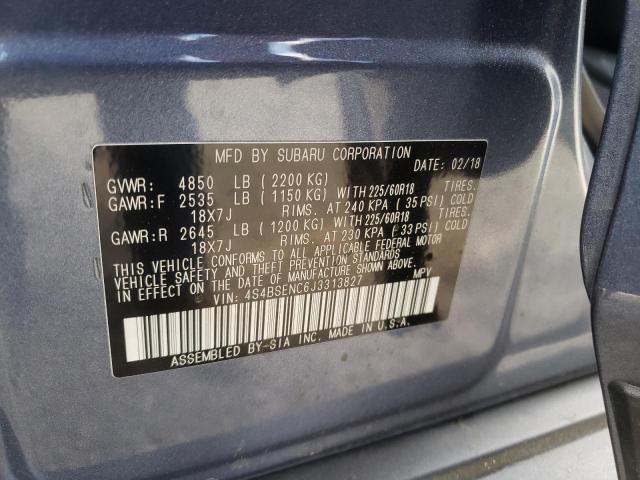 MFD BY SUBARU CORPORATION
DATE: 02/18
GVWR: 4850 LB (2200 KG)
GAWR:F 2535 LB (1150 KG) WITH 225/60R18 TIRES.
18X7J RIMS. AT 240 KPA (35 PSI) COLD
GAWR:R 2645 LB (1200 KG) WITH 225/60R18 TIRES.
18X7J RIMS. AT 230 KPA (33 PSI) COLD
THIS VEHICLE CONFORMS TO ALL APPLICABLE FEDERAL MOTOR
VEHICLE SAFETY, BUMPER, AND THEFT PREVENTION STANDARDS
IN EFFECT ON THE DATE OF MANUFACTURE SHOWN ABOVE.
VIN: 4S4BSENC6J3313827 MPV
ASSEMBLED BY-SIA INC. MADE IN U.S.A.